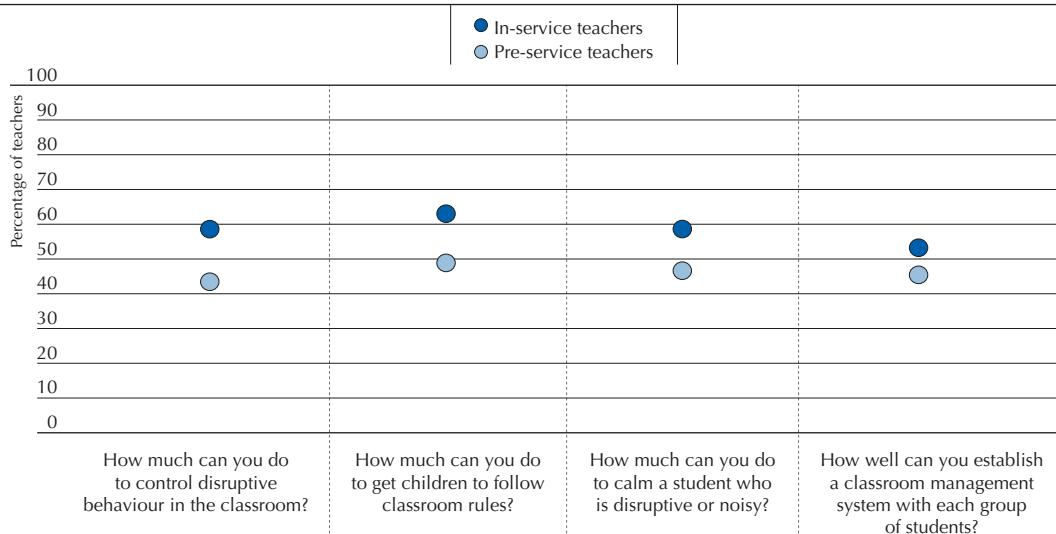 In-service teachers
Pre-service teachers
Percentage of teachers
100
90
80
70
60
50
40
30
20
10
0
How much can you do
to control disruptive
behaviour in the classroom?
How much can you do
to get children to follow
classroom rules?
How much can you do
to calm a student who
is disruptive or noisy?
How well can you establish
a classroom management
system with each group
of students?